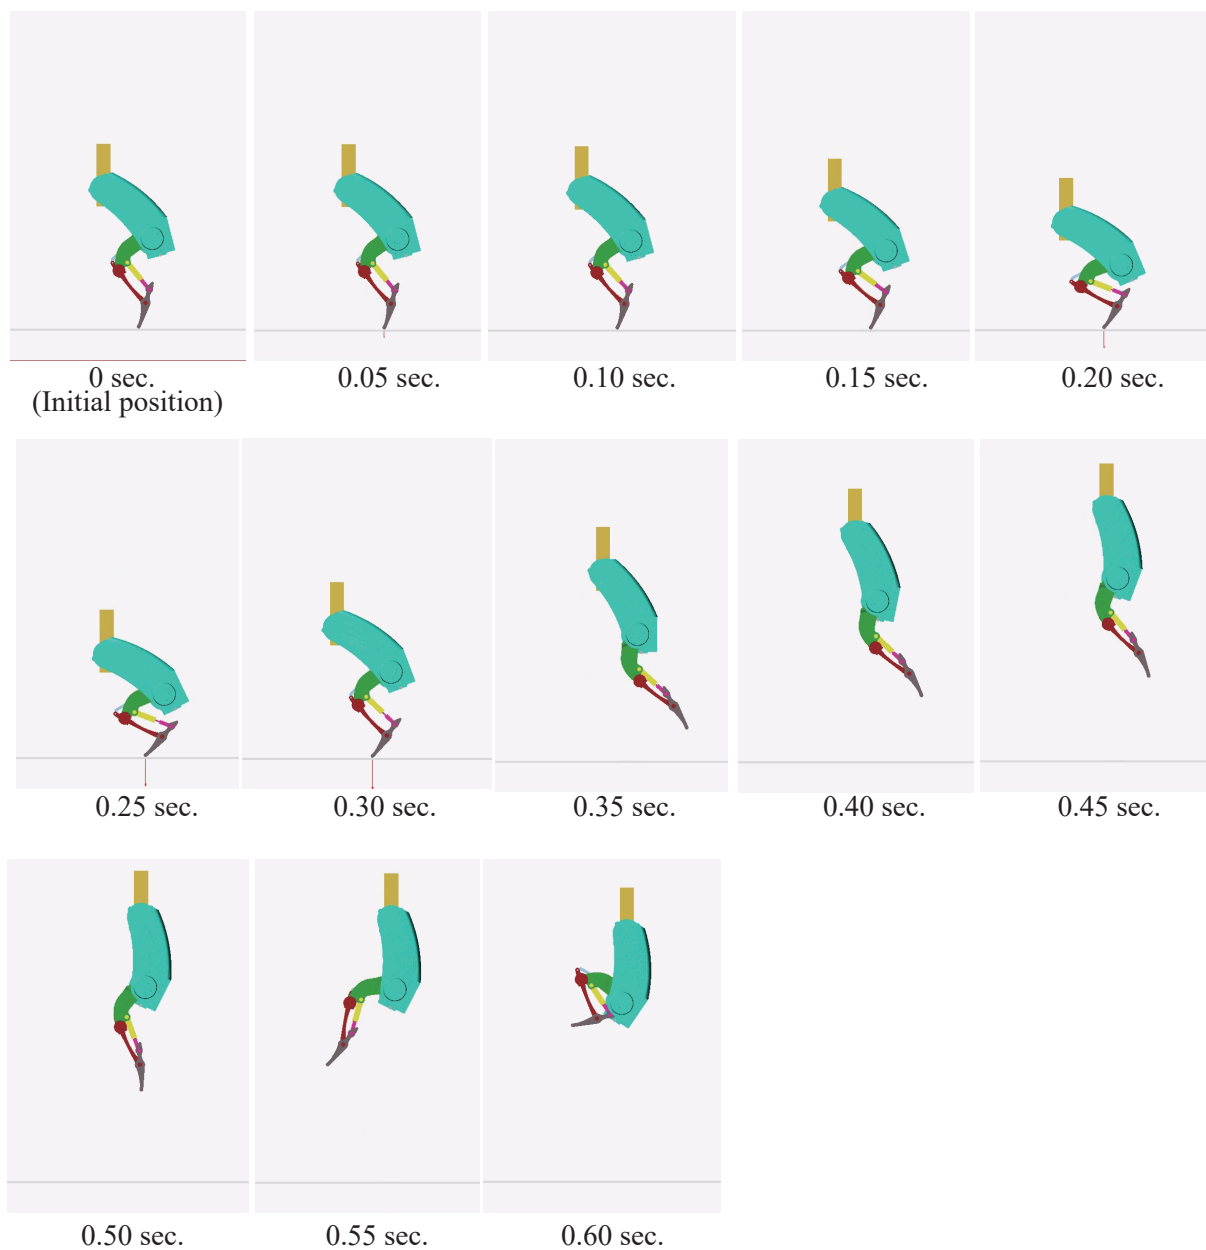 0 sec.
(Initial position)
0.05 sec.
0.10 sec.
0.15 sec.
0.20 sec.
0.25 sec.
0.30 sec.
0.35 sec.
0.40 sec.
0.45 sec.
0.50 sec.
0.55 sec.
0.60 sec.